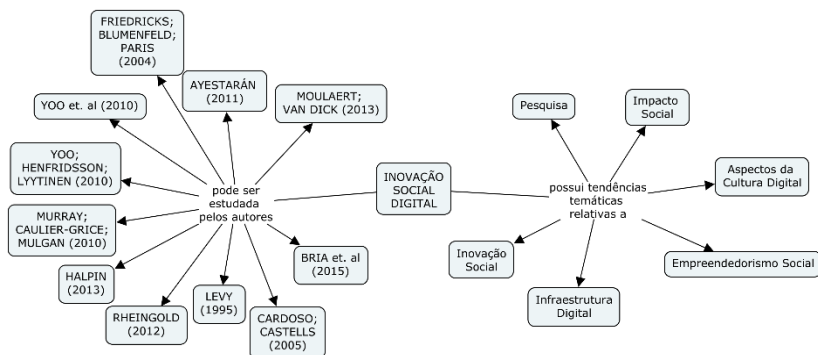 FRIEDRICKS;
BLUMENFELD;
PARIS
(2004)
AYESTARÁN
(2011)
MOULAERT;
VAN DICK (2013)
YOO et. al (2010)
YOO;
HENFRIDSSON;
LYYTINEN (2010)
MURRAY;
CAULIER-GRICE;
MULGAN (2010)
HALPIN
(2013)
RHEINGOLD
(2012)
LEVY
(1995)
CARDOSO;
CASTELLS
(2005)
BRIA et. al
(2015)
pode ser
estudada
pelos autores
INOVAÇÃO
SOCIAL
DIGITAL
possui tendências
temáticas
relativas a
Pesquisa
Impacto
Social
Aspectos da
Cultura Digital
Empreendedorismo Social
Infraestrutura
Digital
Inovação
Social